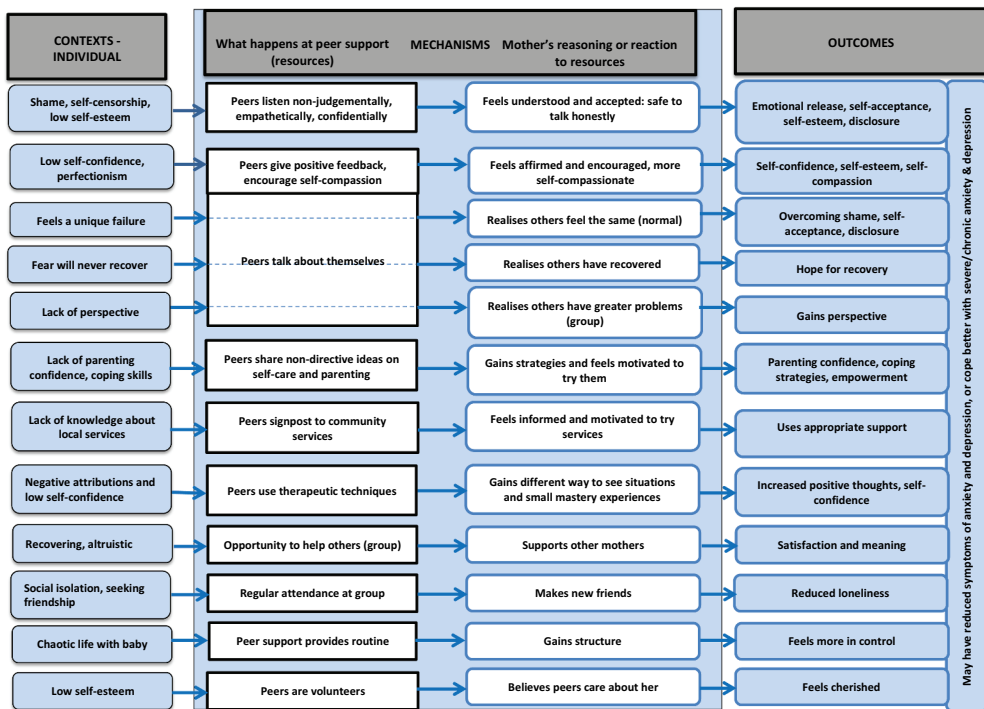 CONTEXTS -
INDIVIDUAL
What happens at peer support
(resources)
MECHANISMS
Mother's reasoning or reaction
to resources
OUTCOMES
Shame, self-censorship,
low self-esteem
Peers listen non-judgementally,
empathetically, confidentially
Feels understood and accepted: safe to
talk honestly
Emotional release, self-acceptance,
self-esteem, disclosure
Low self-confidence,
perfectionism
Peers give positive feedback,
encourage self-compassion
Feels affirmed and encouraged, more
self-compassionate
Self-confidence, self-esteem, self-
compassion
Feels a unique failure
Peers talk about themselves
Realises others feel the same (normal)
Overcoming shame, self-
acceptance, disclosure
Fear will never recover
Realises others have recovered
Hope for recovery
Lack of perspective
Realises others have greater problems
(group)
Gains perspective
Lack of parenting
confidence, coping skills
Peers share non-directive ideas on
self-care and parenting
Gains strategies and feels motivated to
try them
Parenting confidence, coping
strategies, empowerment
Lack of knowledge about
local services
Peers signpost to community
services
Feels informed and motivated to try
services
Uses appropriate support
Negative attributions and
low self-confidence
Peers use therapeutic techniques
Gains different way to see situations
and small mastery experiences
Increased positive thoughts, self-
confidence
Recovering, altruistic
Opportunity to help others (group)
Supports other mothers
Satisfaction and meaning
Social isolation, seeking
friendship
Regular attendance at group
Makes new friends
Reduced loneliness
Chaotic life with baby
Peer support provides routine
Gains structure
Feels more in control
Low self-esteem
Peers are volunteers
Believes peers care about her
Feels cherished
May have reduced symptoms of anxiety and depression, or cope better with severe/chronic anxiety & depression